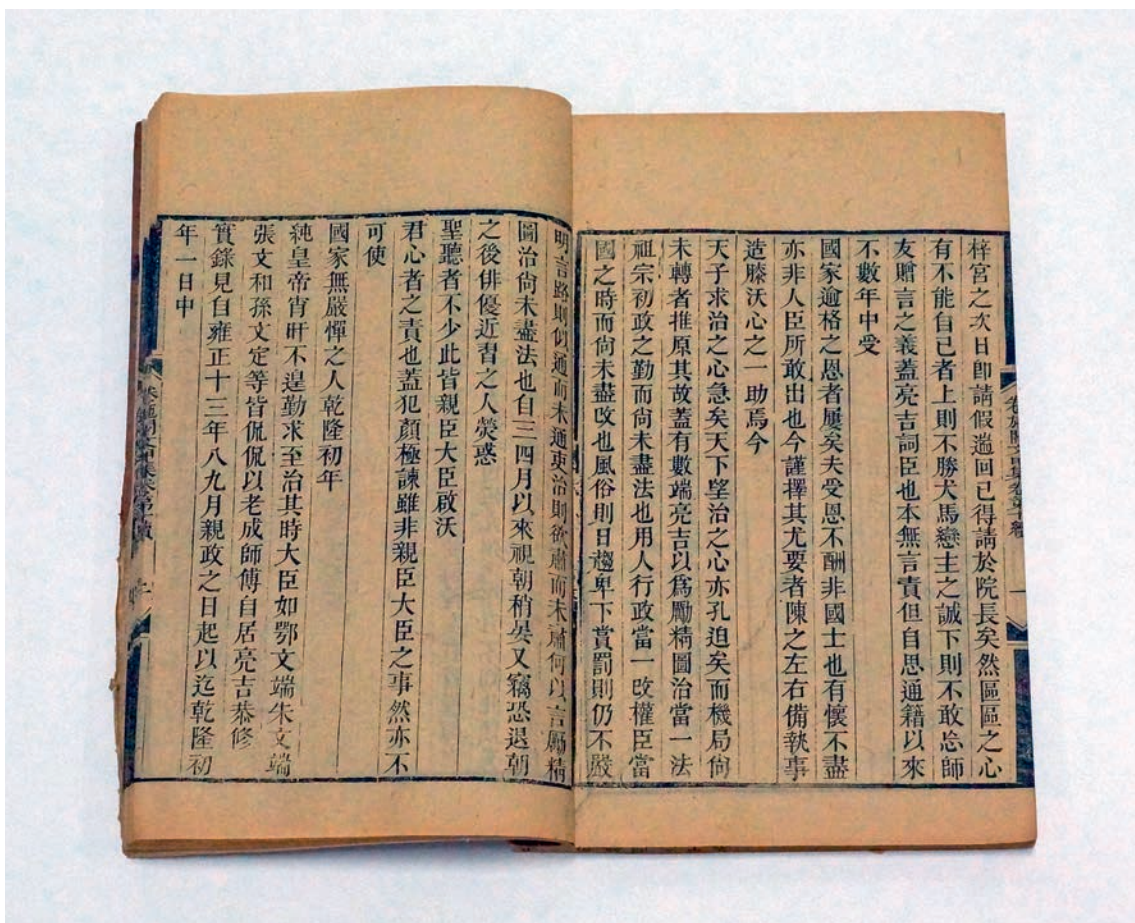 梓宮之次日卽請假遄回已得請於院長矣然區區之心
有不能自已者上則不勝犬馬戀主之誠下則不敢忘師
友贈言之義蓋亮吉詞臣也本無言責但自思通籍以來
不數年中受
國家逾格之恩者屢矣夫受恩不酬非國士也有懷不盡
亦非人臣所敢出也今謹擇其尤要者陳之左右備執事
造膝沃心之一助焉今
天子求治之心急矣天下望治之心亦孔迫矣而機局尙
未轉者推原其故蓋有數端亮吉以爲勵精圖治當一法
祖宗初政之勤而尙未盡法也用人行政當一改權臣當
國之時而尙未盡改也風俗則日趨卑下賞罰則仍不嚴
明言路則似通而未通吏治則欲肅而未肅何以言勵精
圖治尙未盡法也自三四月以來視朝稍晏又竊恐退朝
之後俳優近習之人熒惑
聖聽者不少此皆親臣大臣啟沃
君心者之責也蓋犯顏極諫雖非親臣大臣之事然亦不
可使
國家無嚴憚之人乾隆初年
純皇帝宵旰不遑勤求至治其時大臣如鄂文端朱文端
張文和孫文定等皆侃侃以老成師傅自居亮吉恭修
實錄見自雍正十三年八九月親政之日起以迄乾隆初
年一日中